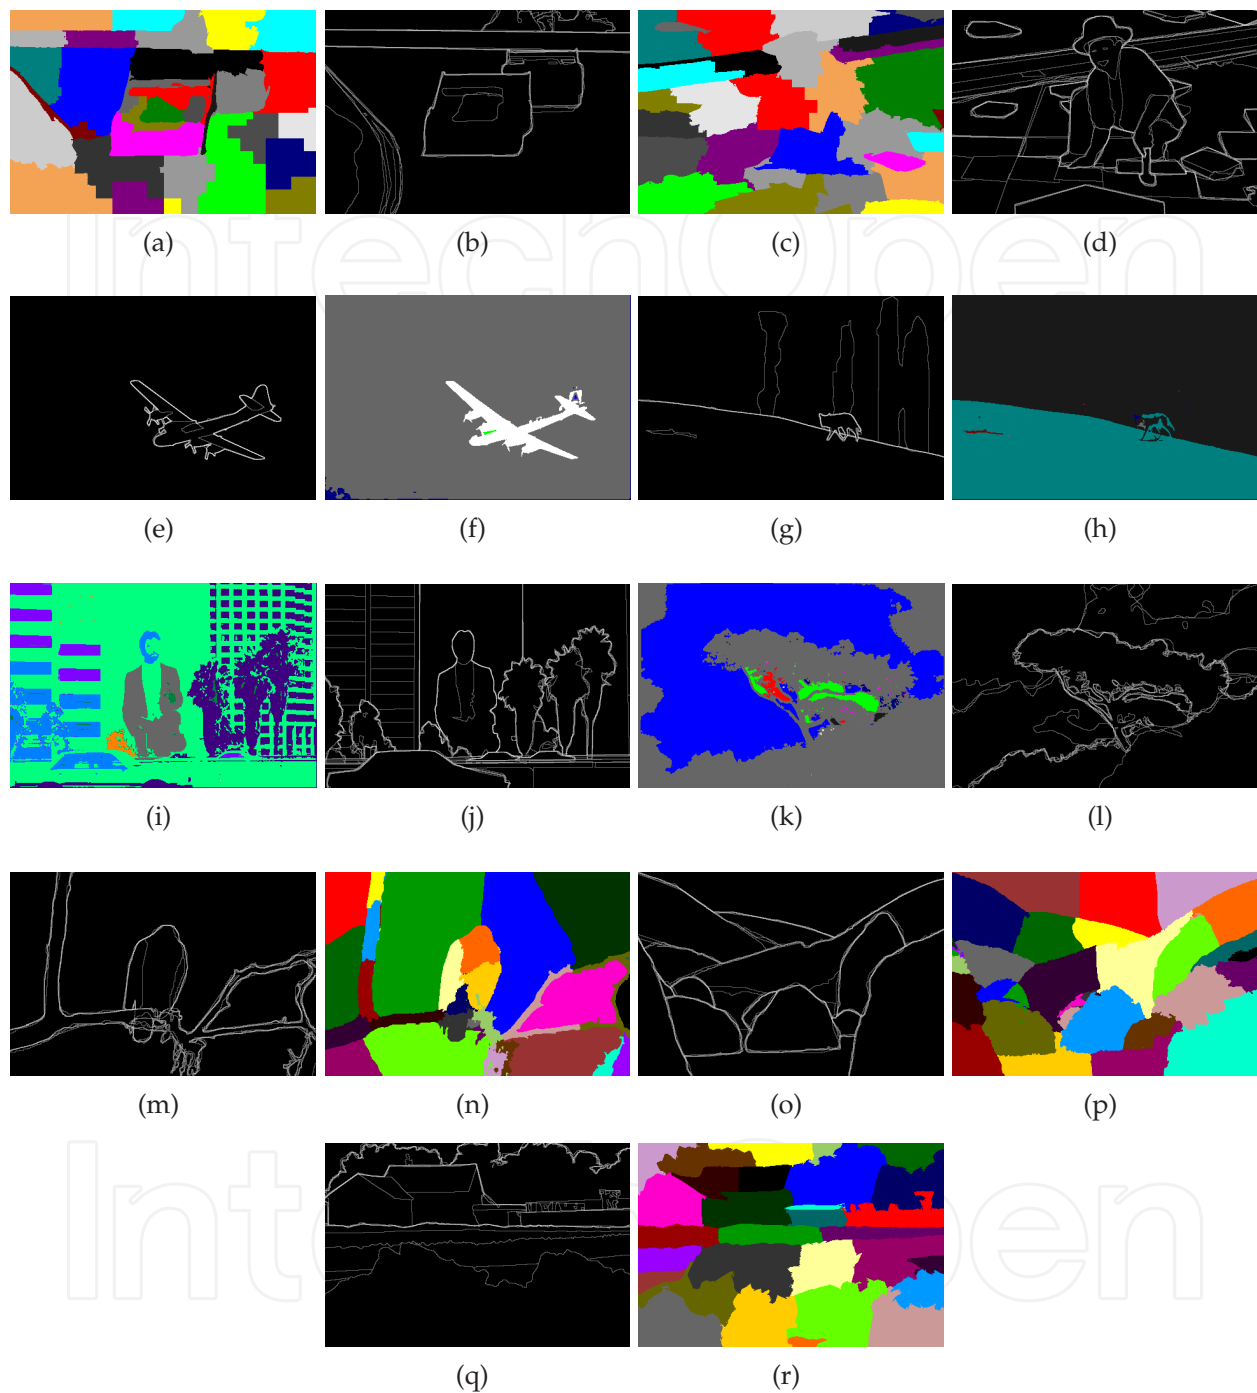 IntechOpen
(a) (b) (c) (d)
(e) (f) (g) (h)
(i) (j) (k) (l)
(m) (n) (o) (p)
IntechOpen
(q) (r)